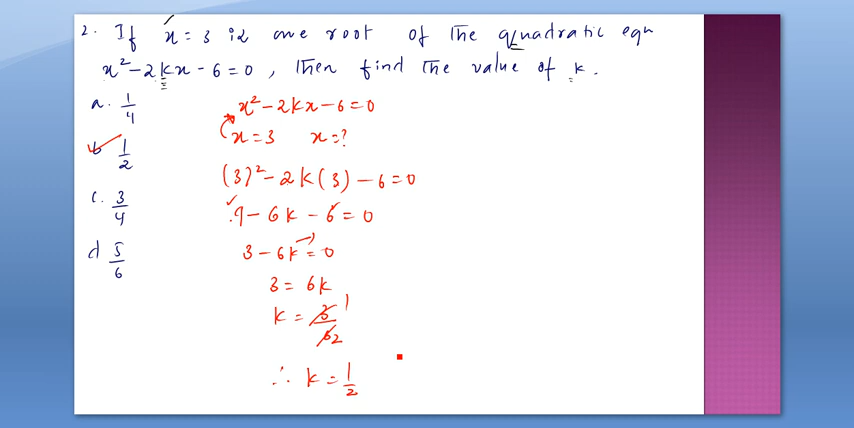 2. If x = 3 is one root of the quadratic eqn
x² - 2kx - 6 = 0, then find the value of k.
a. 1/4
b 1/2
c. 3/4
d) 5/6
x² - 2kx - 6 = 0
x = 3 x = ?
(3)² - 2k(3) - 6 = 0
9 - 6k - 6 = 0
3 - 6k = 0
3 = 6k
k = 3/6 1/2
∴ k = 1/2